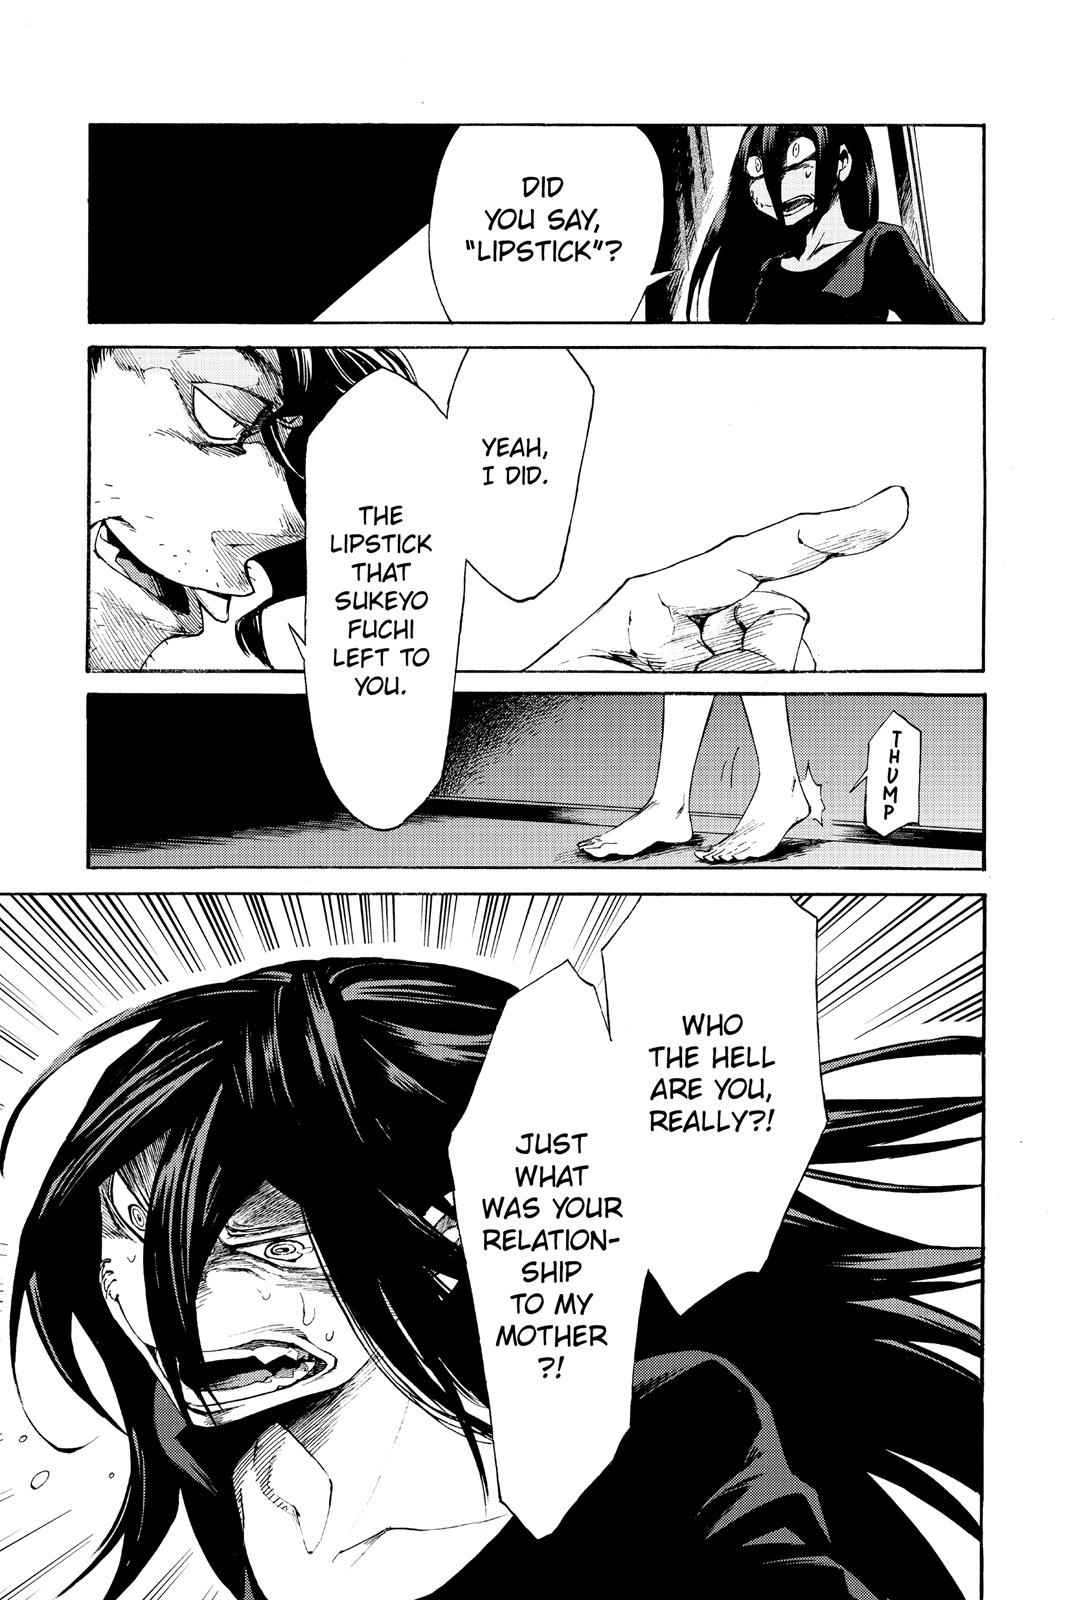 DID
YOU SAY,
"LIPSTICK"?
YEAH,
I DID.
THE
LIPSTICK
THAT
SUKEYO
FUCHI
LEFT TO
YOU.
THUMP
WHO
THE HELL
ARE YOU,
REALLY?!
JUST
WHAT
WAS YOUR
RELATION-
SHIP
TO MY
MOTHER
?!